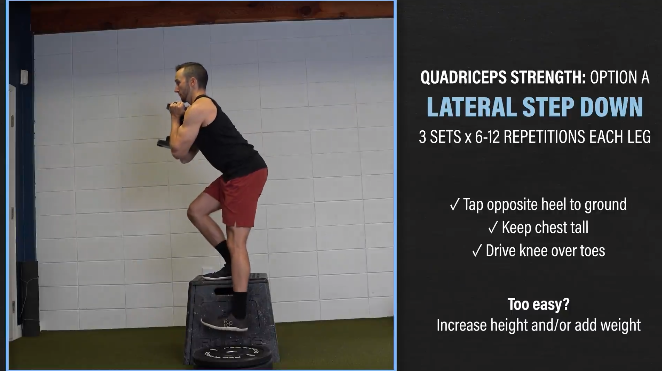 QUADRICEPS STRENGTH: OPTION A
LATERAL STEP DOWN
3 SETS x 6-12 REPETITIONS EACH LEG
✓ Tap opposite heel to ground
✓ Keep chest tall
✓ Drive knee over toes
Too easy?
Increase height and/or add weight